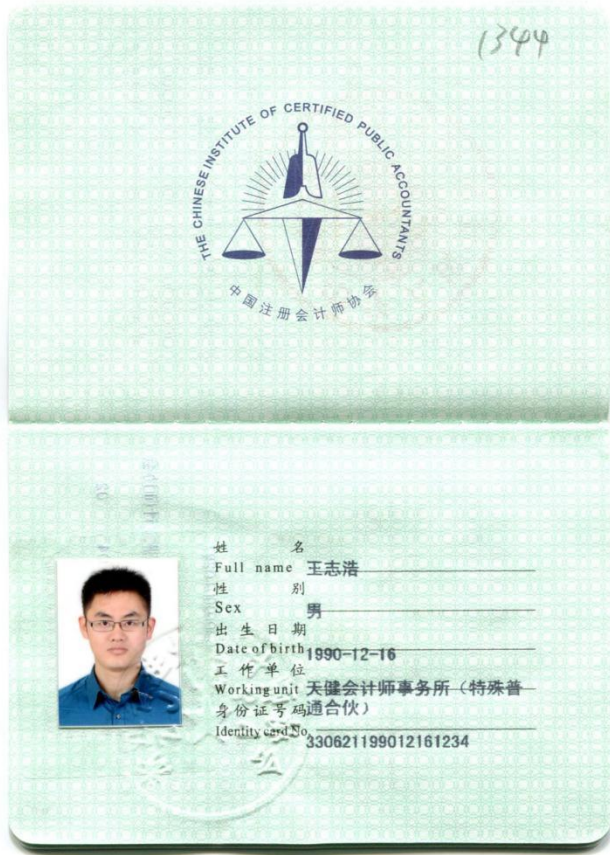 1344
THE CHINESE INSTITUTE OF CERTIFIED PUBLIC ACCOUNTANTS
中国注册会计师协会
姓 名
Full name 王志浩
性 别
Sex 男
出生日期
Date of birth 1990-12-16
工作单位
Working unit 天健会计师事务所（特殊普
身份证号码 通合伙）
Identity card No. 330621199012161234